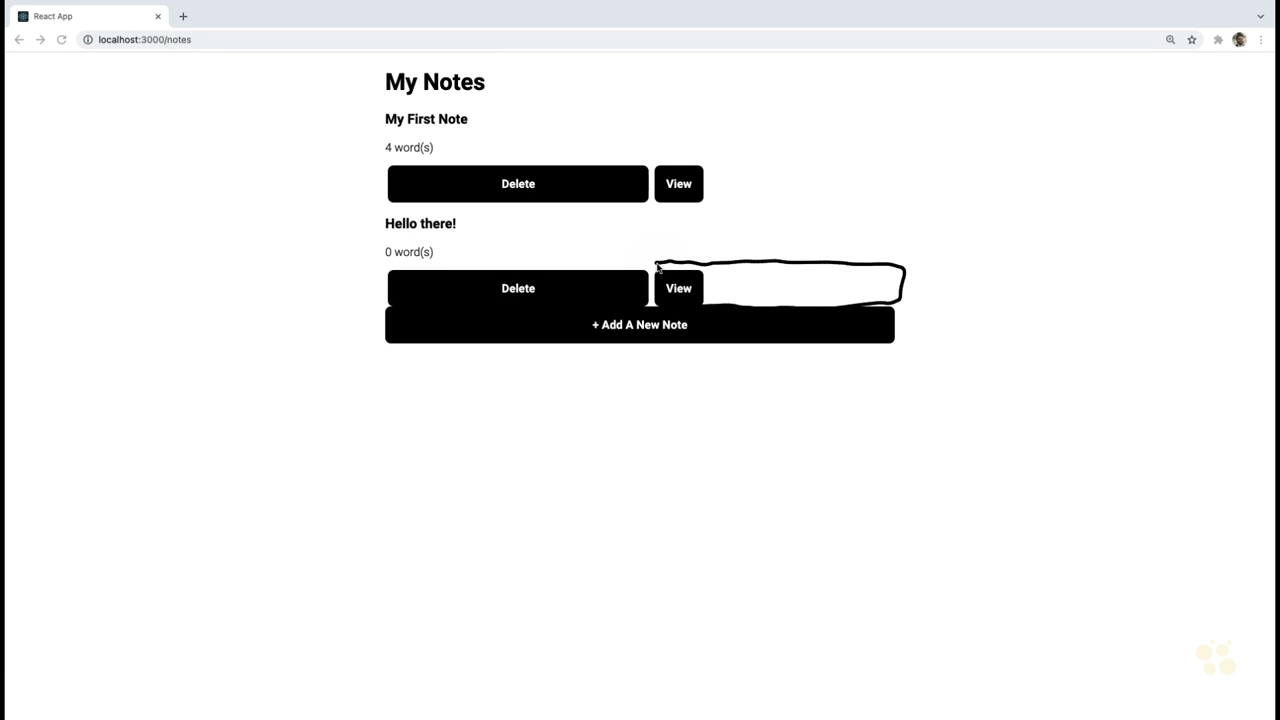 React App
localhost:3000/notes
My Notes
My First Note
4 word(s)
Delete View
Hello there!
0 word(s)
Delete View
+ Add A New Note